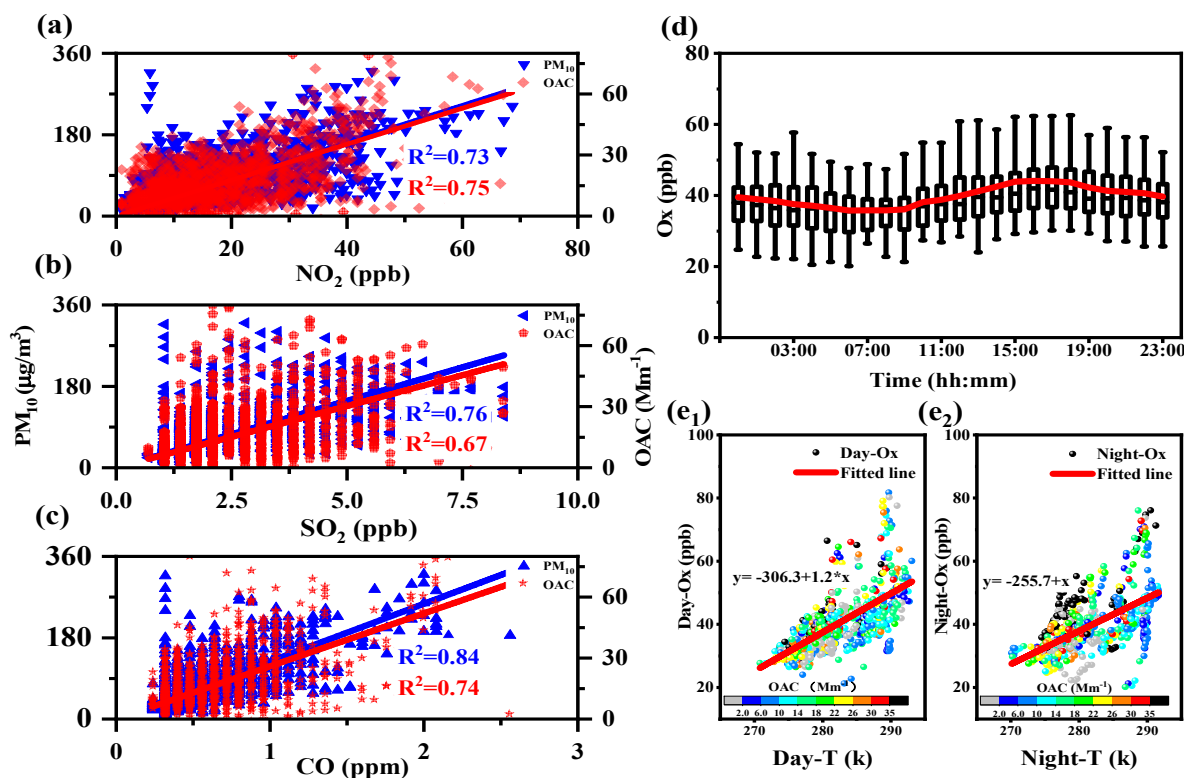 (a)
360
180
0
PM10
OAC
60
30
0
R²=0.73
R²=0.75
0 20 40 60 80
NO2 (ppb)
(b)
360
180
0
PM10
OAC
60
30
0
R²=0.76
R²=0.67
0 2.5 5.0 7.5 10.0
SO2 (ppb)
PM10 (μg/m³)
OAC (Mm⁻¹)
(c)
360
180
0
PM10
OAC
60
30
0
R²=0.84
R²=0.74
0 1 2 3
CO (ppm)
(d)
80
60
40
20
0
Ox (ppb)
03:00 07:00 11:00 15:00 19:00 23:00
Time (hh:mm)
(e1)
100
80
60
40
20
Day-Ox (ppb)
Day-Ox
Fitted line
y= -306.3+1.2*x
OAC (Mm⁻¹)
2.0 6.0 10 14 18 22 26 30 35
270 280 290
Day-T (k)
(e2)
100
80
60
40
20
Night-Ox (ppb)
Night-Ox
Fitted line
y= -255.7+x
OAC (Mm⁻¹)
2.0 6.0 10 14 18 22 26 30 35
270 280 290
Night-T (k)